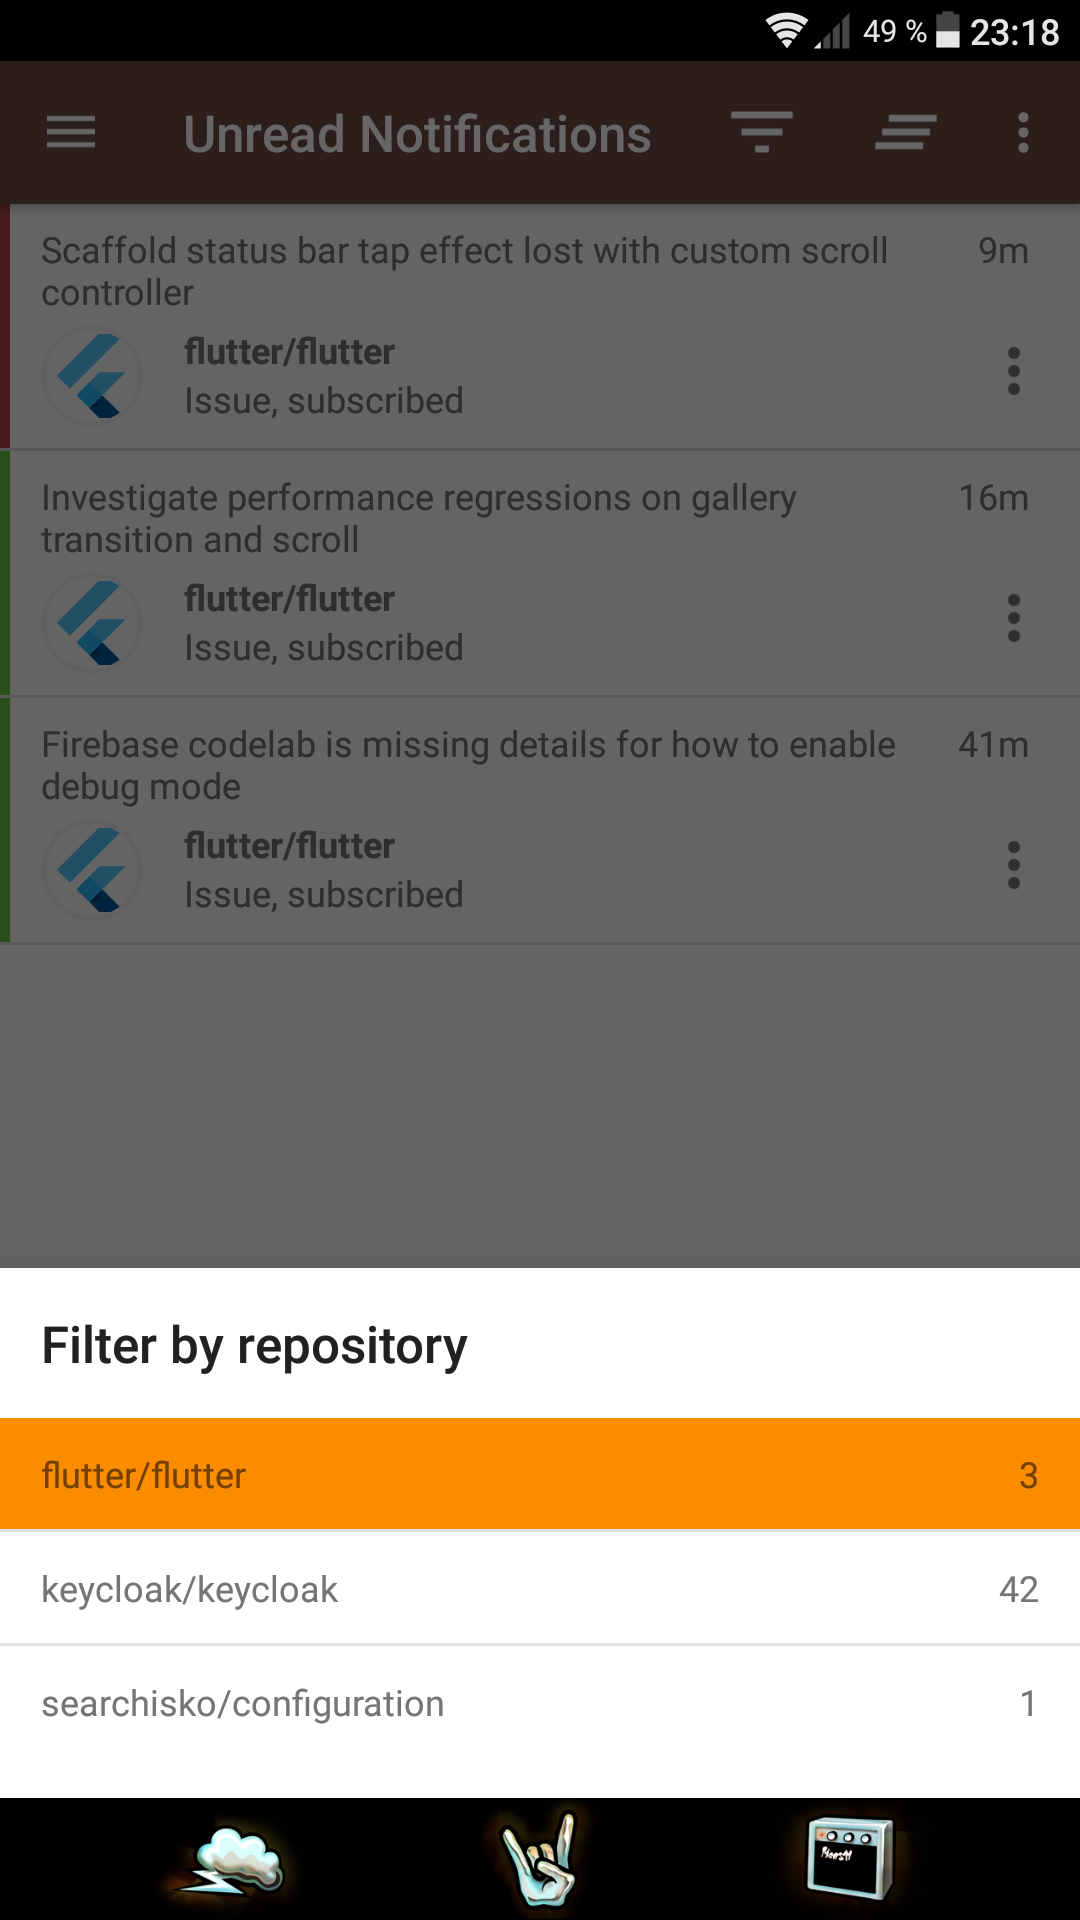 49 % 23:18
Unread Notifications
Scaffold status bar tap effect lost with custom scroll 9m
controller
flutter/flutter
Issue, subscribed
Investigate performance regressions on gallery 16m
transition and scroll
flutter/flutter
Issue, subscribed
Firebase codelab is missing details for how to enable 41m
debug mode
flutter/flutter
Issue, subscribed
Filter by repository
flutter/flutter 3
keycloak/keycloak 42
searchisko/configuration 1